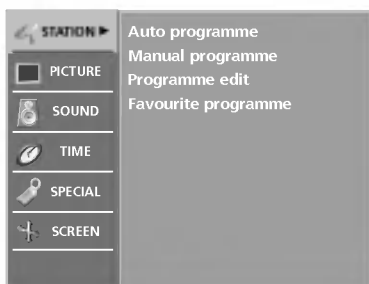 STATION
PICTURE
SOUND
TIME
SPECIAL
SCREEN
Auto programme
Manual programme
Programme edit
Favourite programme